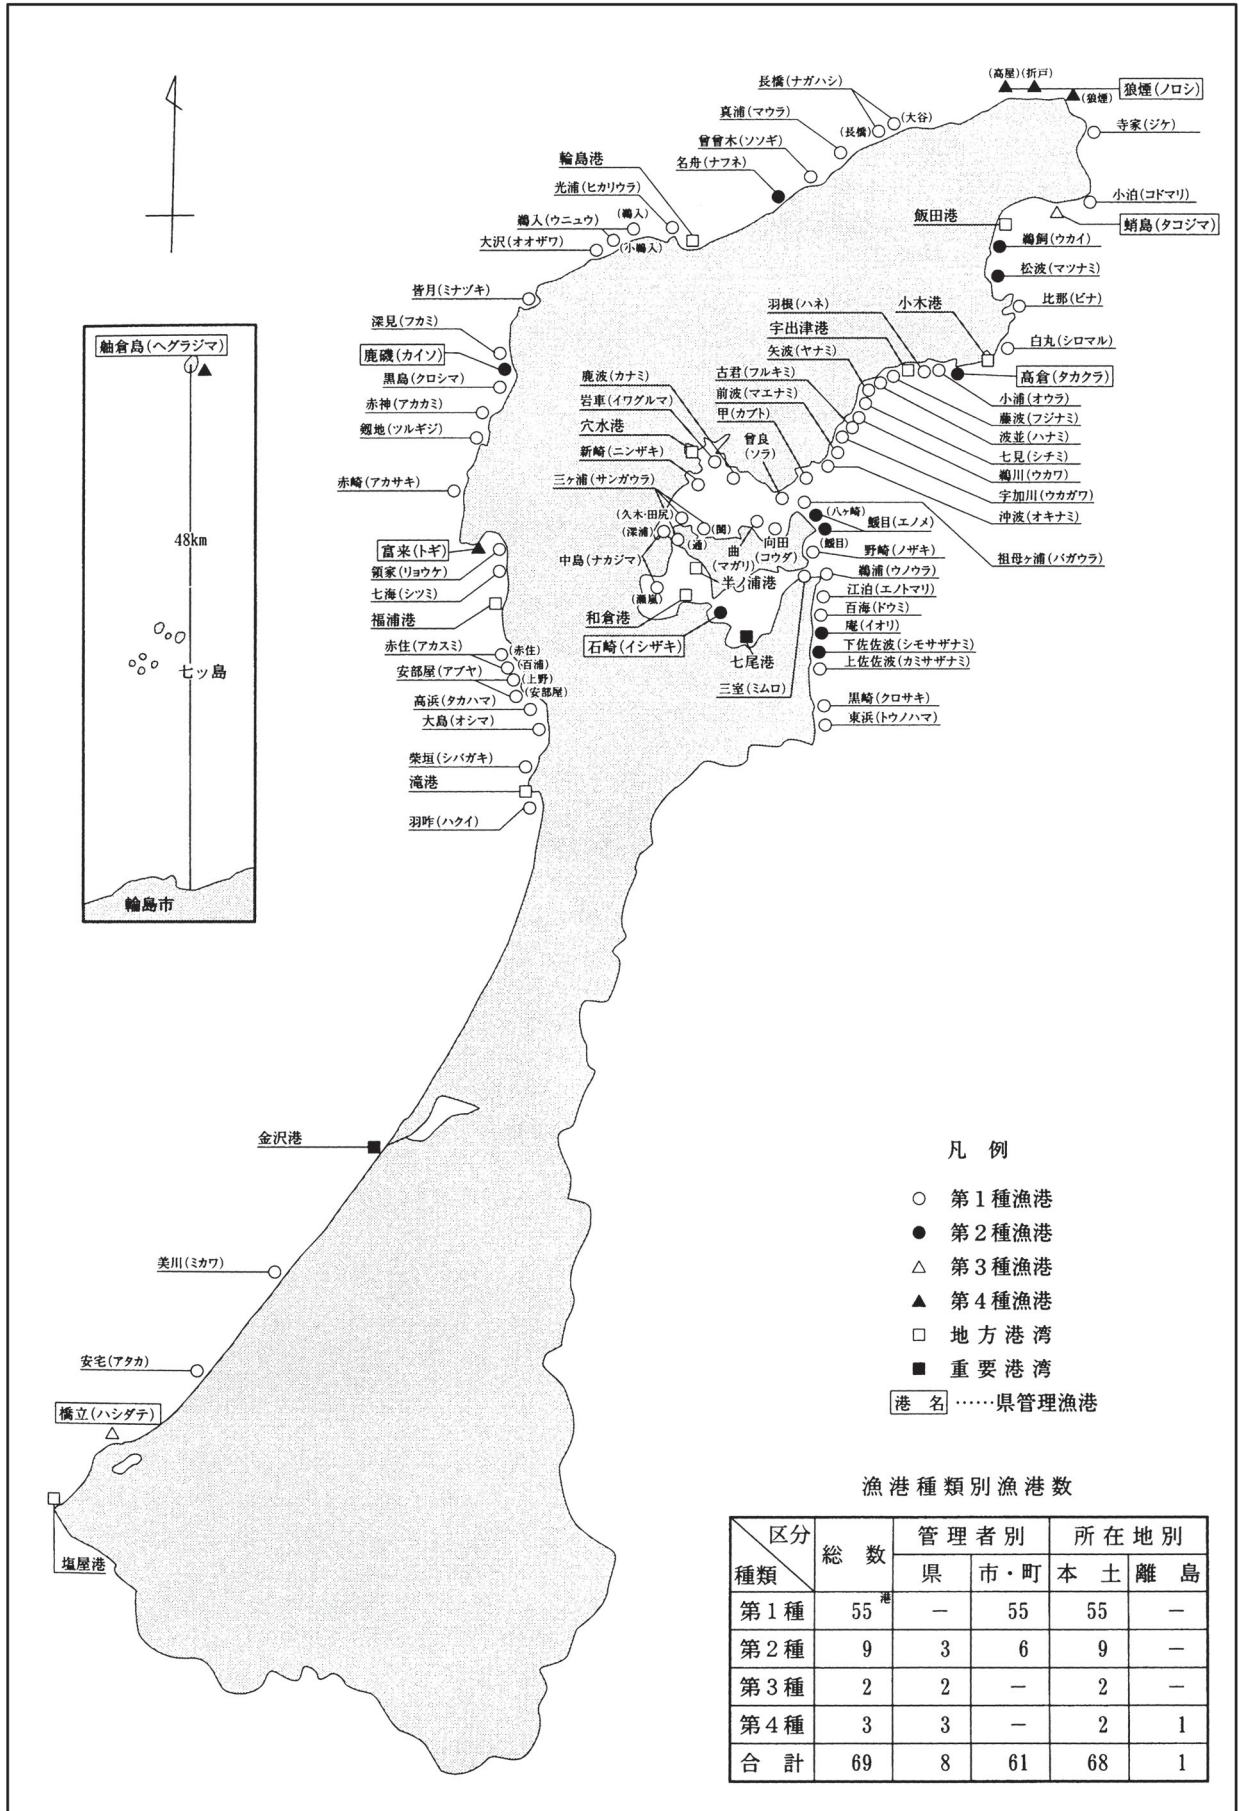 (高屋)(折戸)
(狼煙)
狼煙(ノロシ)
長橋(ナガハシ)
(大谷)
(長橋)
真浦(マウラ)
寺家(ジケ)
曾曾木(ソソギ)
輪島港
名舟(ナフネ)
光浦(ヒカリウラ)
小泊(コドマリ)
鵜入(ウニュウ)
(鵜入)
(小鵜入)
飯田港
蛸島(タコジマ)
大沢(オオザワ)
鵜飼(ウカイ)
松波(マツナミ)
皆月(ミナヅキ)
羽根(ハネ)
小木港
比那(ビナ)
深見(フカミ)
宇出津港
舳倉島(ヘグラジマ)
鹿磯(カイソ)
矢波(ヤナミ)
白丸(シロマル)
黒島(クロシマ)
鹿波(カナミ)
古君(フルキミ)
高倉(タカクラ)
赤神(アカカミ)
岩車(イワグルマ)
前波(マエナミ)
小浦(オウラ)
穴水港
甲(カブト)
藤波(フジナミ)
剱地(ツルギジ)
新崎(ニンザキ)
曾良
(ソラ)
波並(ハナミ)
七見(シチミ)
赤崎(アカサキ)
三ヶ浦(サンガウラ)
鵜川(ウカワ)
宇加川(ウカガワ)
(久木・田尻)
(八ヶ崎)
沖波(オキナミ)
(深浦)
(閨)
鰀目(エノメ)
48km
(通)
曲
(マガリ)
向田
(コウダ)
(鰀目)
富来(トギ)
野崎(ノザキ)
祖母ヶ浦(バガウラ)
領家(リョウケ)
中島(ナカジマ)
半ノ浦港
鵜浦(ウノウラ)
七海(シツミ)
(瀬嵐)
江泊(エノトマリ)
福浦港
和倉港
百海(ドウミ)
庵(イオリ)
赤住(アカスミ)
(赤住)
石崎(イシザキ)
下佐佐波(シモサザナミ)
(百浦)
七尾港
上佐佐波(カミサザナミ)
七ッ島
安部屋(アブヤ)
(上野)
(安部屋)
三室(ミムロ)
高浜(タカハマ)
黒崎(クロサキ)
大島(オシマ)
東浜(トウノハマ)
柴垣(シバガキ)
滝港
羽咋(ハクイ)
輪島市
金沢港
美川(ミカワ)
安宅(アタカ)
橋立(ハシダテ)
塩屋港
凡 例
○ 第1種漁港
● 第2種漁港
△ 第3種漁港
▲ 第4種漁港
□ 地方港湾
■ 重要港湾
港 名 ……県管理漁港
漁港種類別漁港数
区分 総 数 管理者別 所在地別
種類 県 市・町 本 土 離 島
第1種 55港 — 55 55 —
第2種 9 3 6 9 —
第3種 2 2 — 2 —
第4種 3 3 — 2 1
合 計 69 8 61 68 1